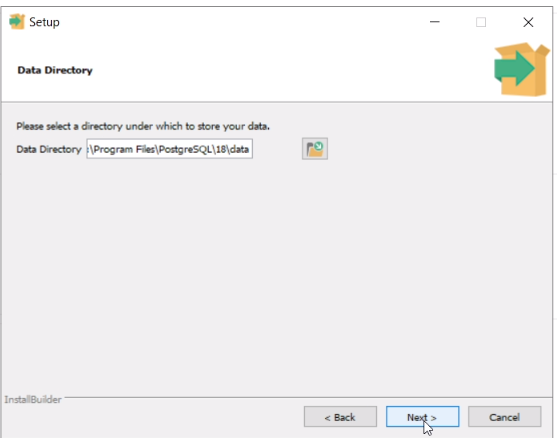 Setup
Data Directory
Please select a directory under which to store your data.
Data Directory :\Program Files\PostgreSQL\18\data
InstallBuilder
< Back Next > Cancel